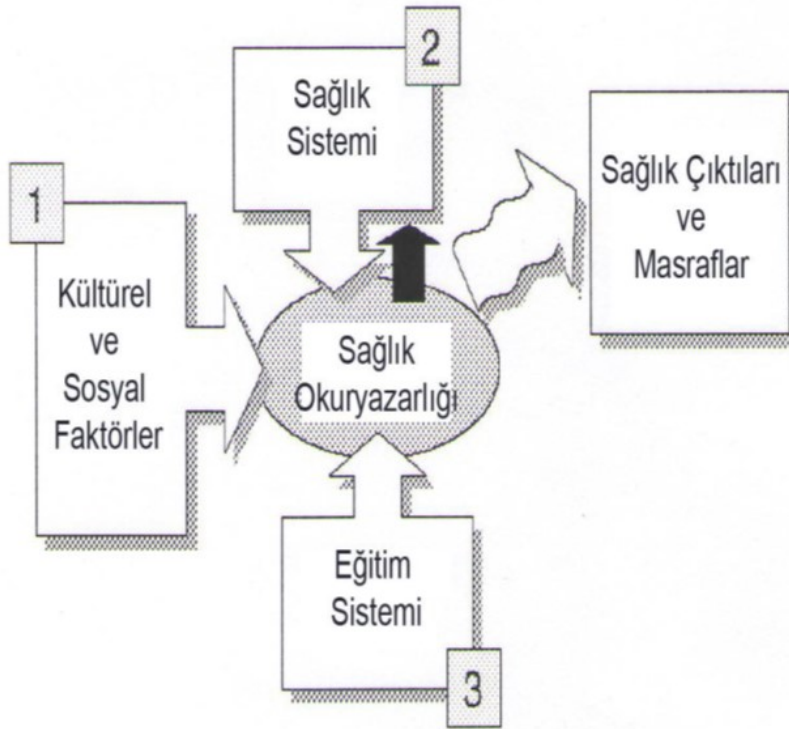 1
Kültürel
ve
Sosyal
Faktörler
2
Sağlık
Sistemi
Sağlık
Okuryazarlığı
Eğitim
Sistemi
3
Sağlık Çıktıları
ve
Masraflar